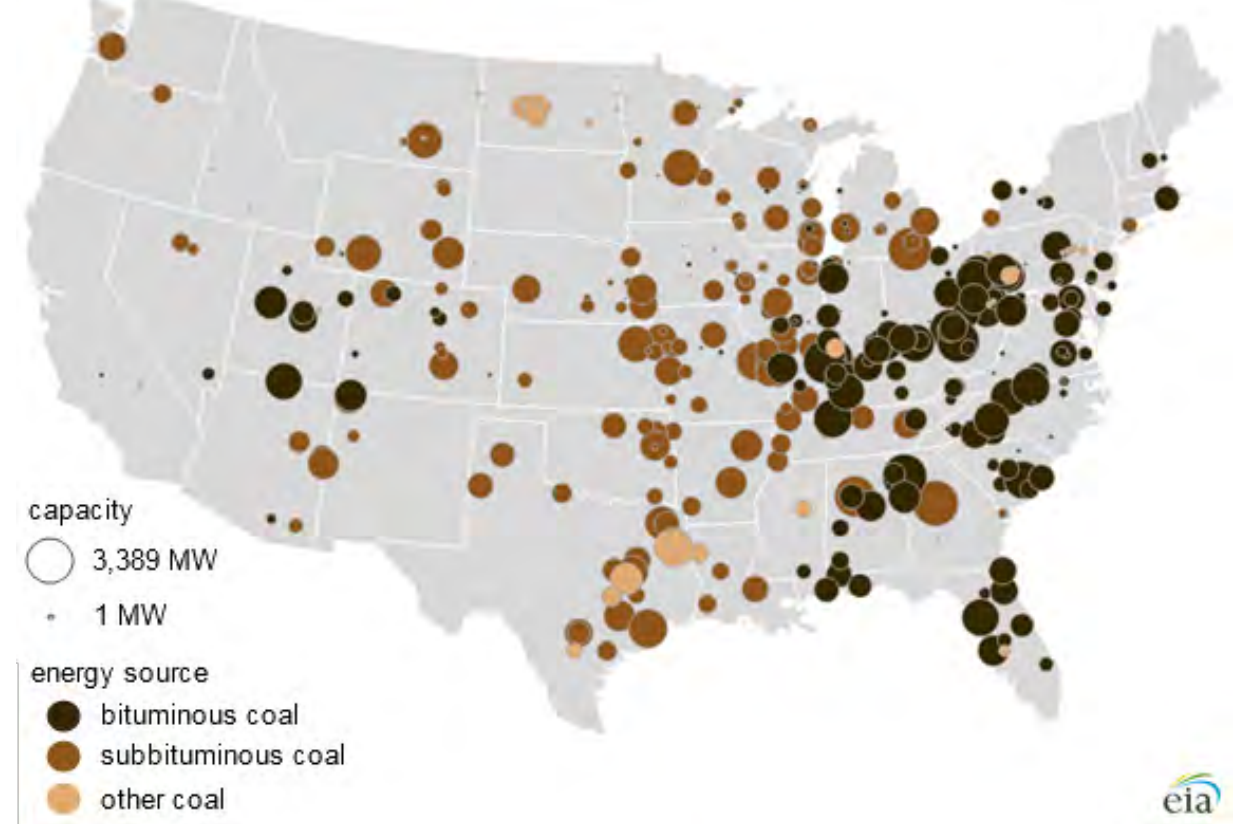 capacity
3,389 MW
1 MW
energy source
bituminous coal
subbituminous coal
other coal
eia